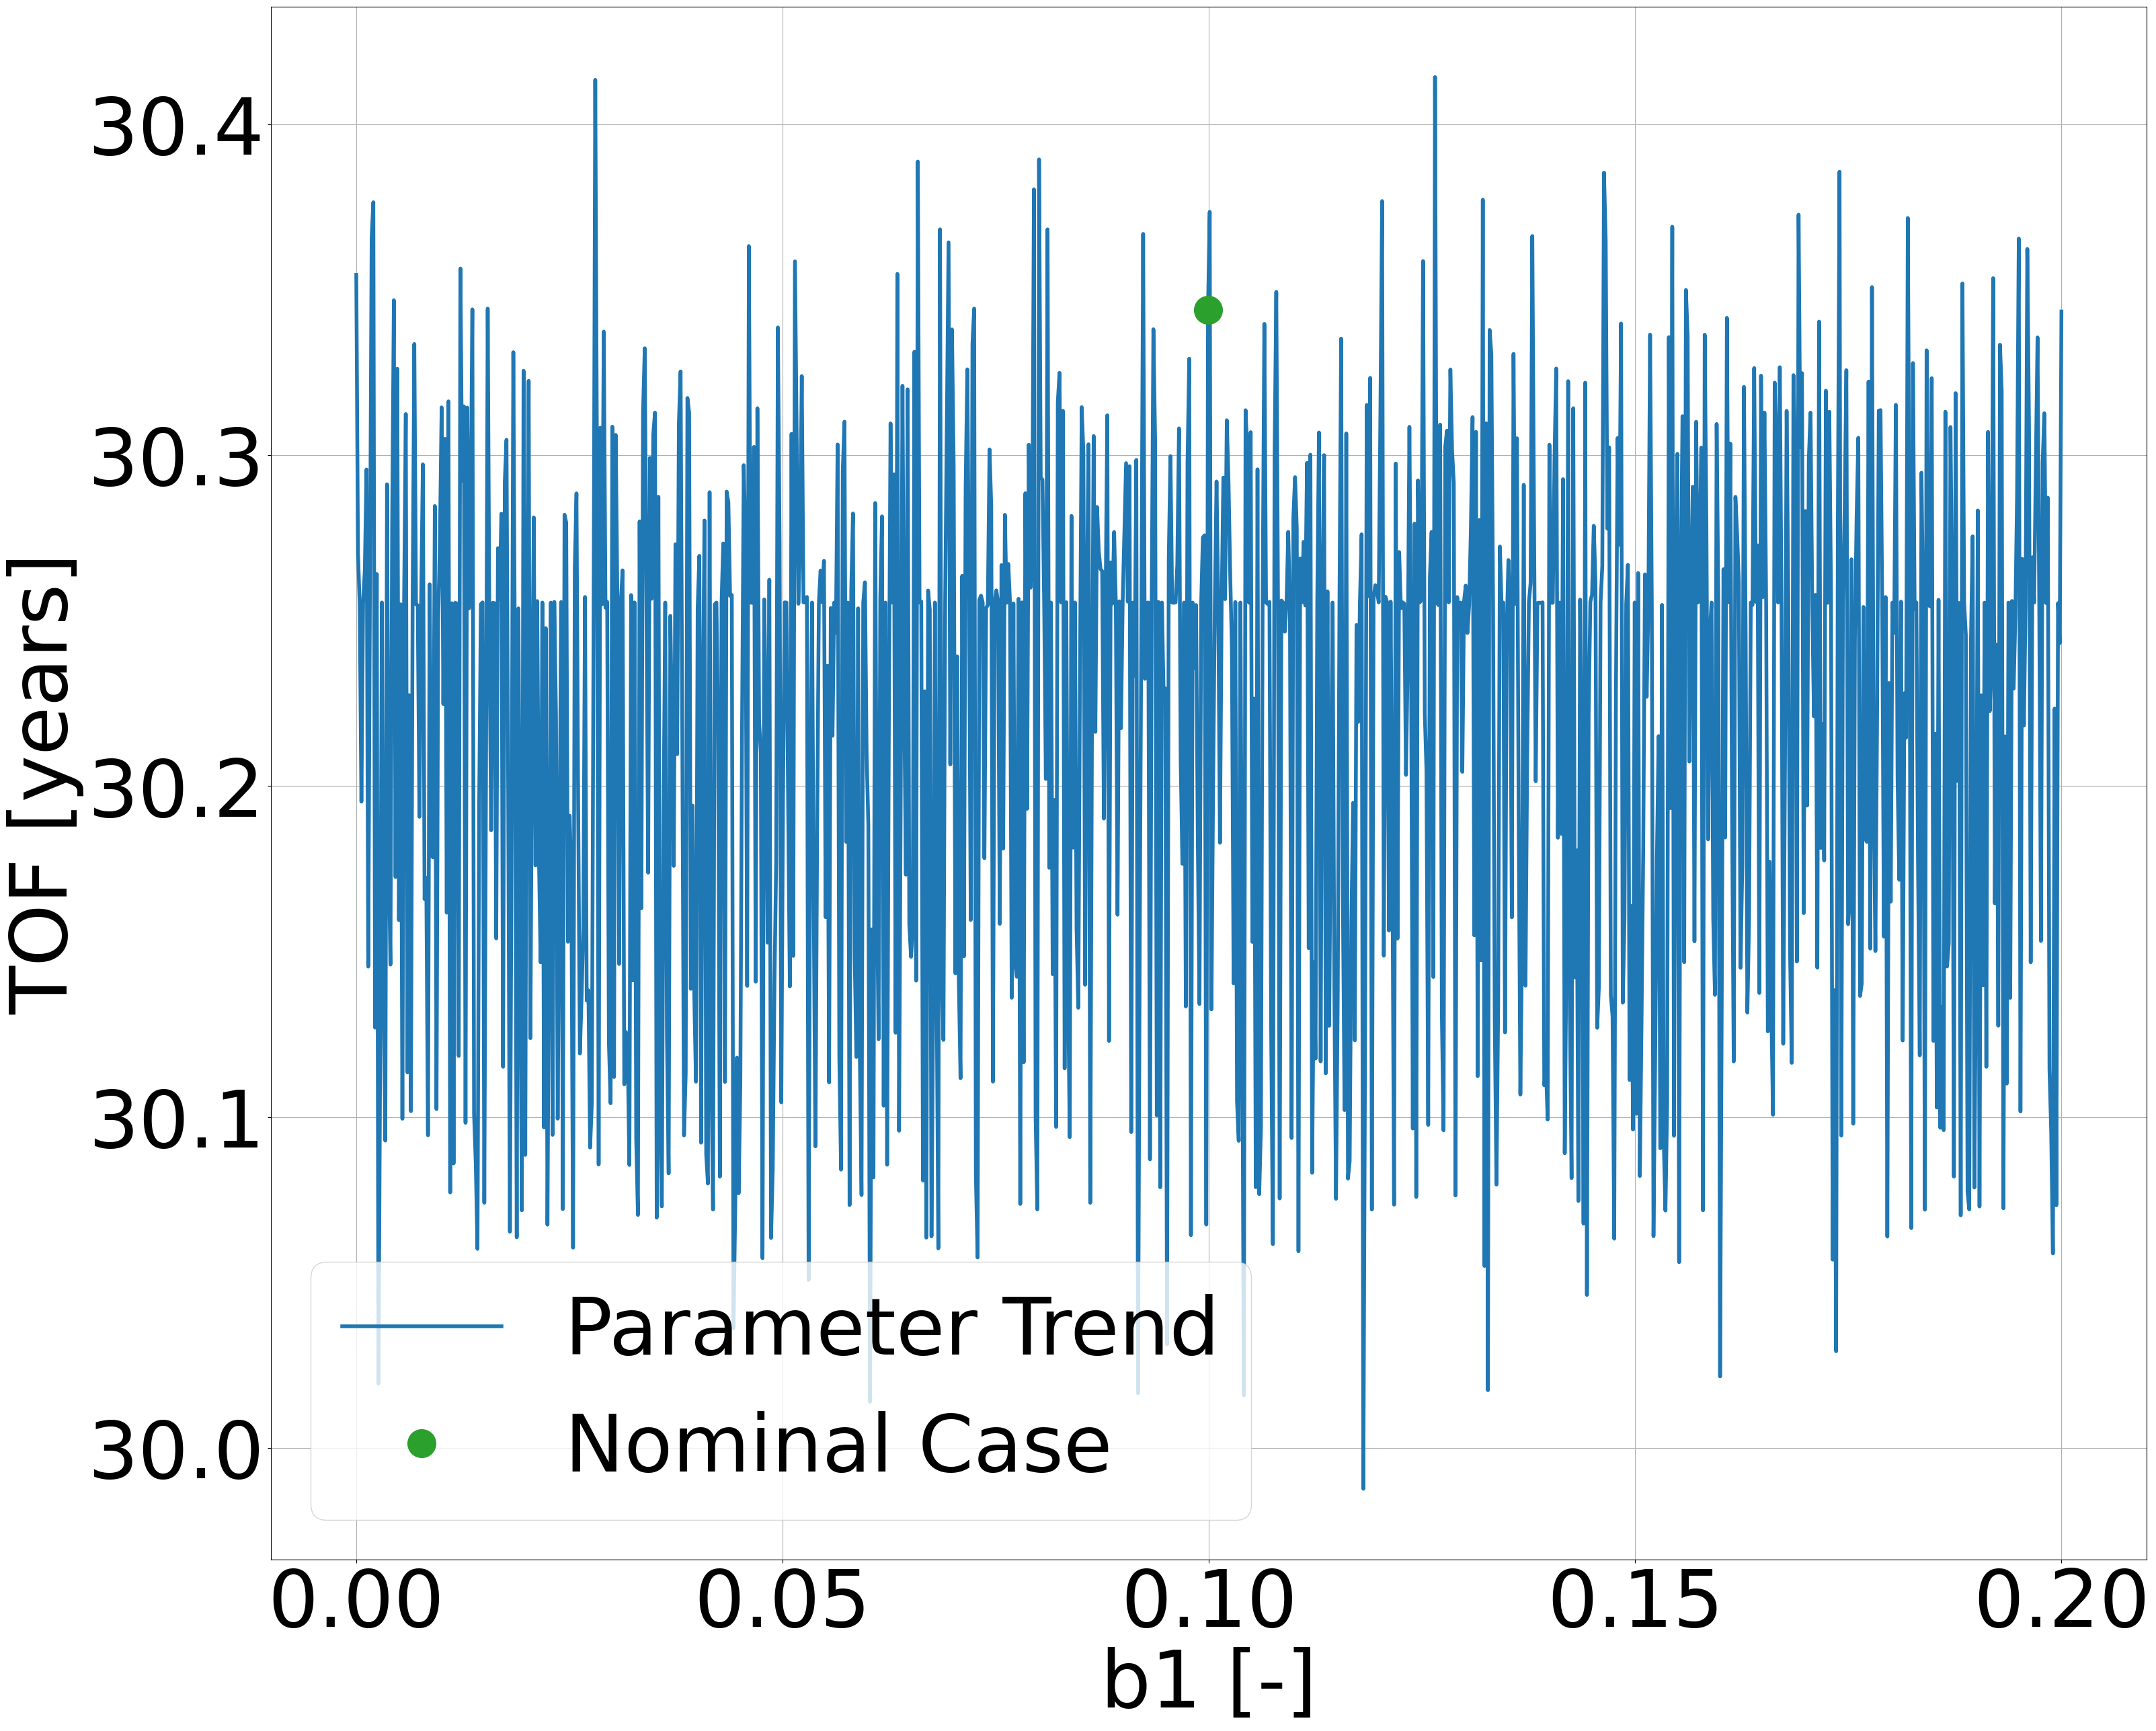 TOF [years]
30.4
30.3
30.2
30.1
30.0
Parameter Trend
Nominal Case
0.00 0.05 0.10 0.15 0.20
b1 [-]